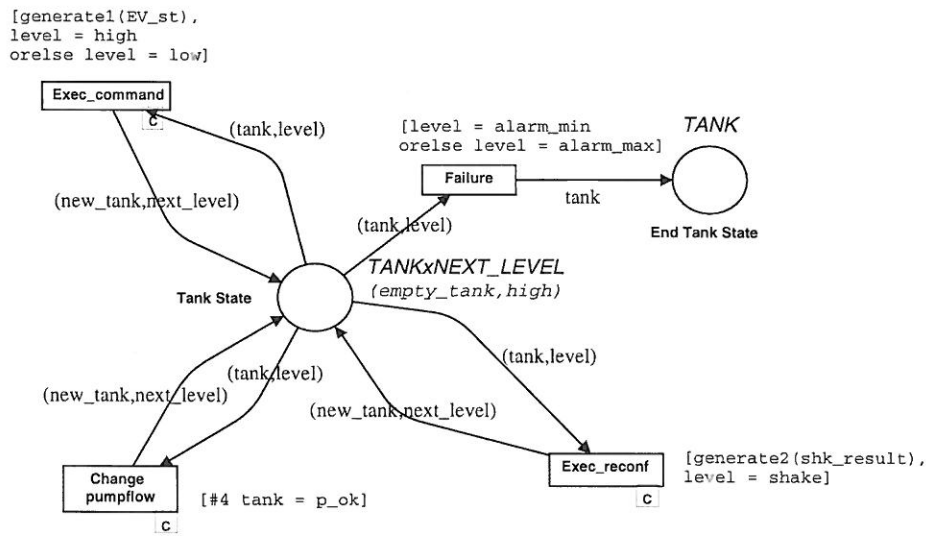 [generate1(EV_st),
level = high
orelse level = low]
Exec_command
C
(tank,level)
[level = alarm_min
orelse level = alarm_max]
TANK
Failure
tank
(new_tank,next_level)
(tank,level)
End Tank State
TANKxNEXT_LEVEL
(empty_tank,high)
Tank State
(tank,level)
(tank,level)
(new_tank,next_level)
(new_tank,next_level)
Exec_reconf
[generate2(shk_result),
level = shake]
C
Change
pumpflow
[#4 tank = p_ok]
C